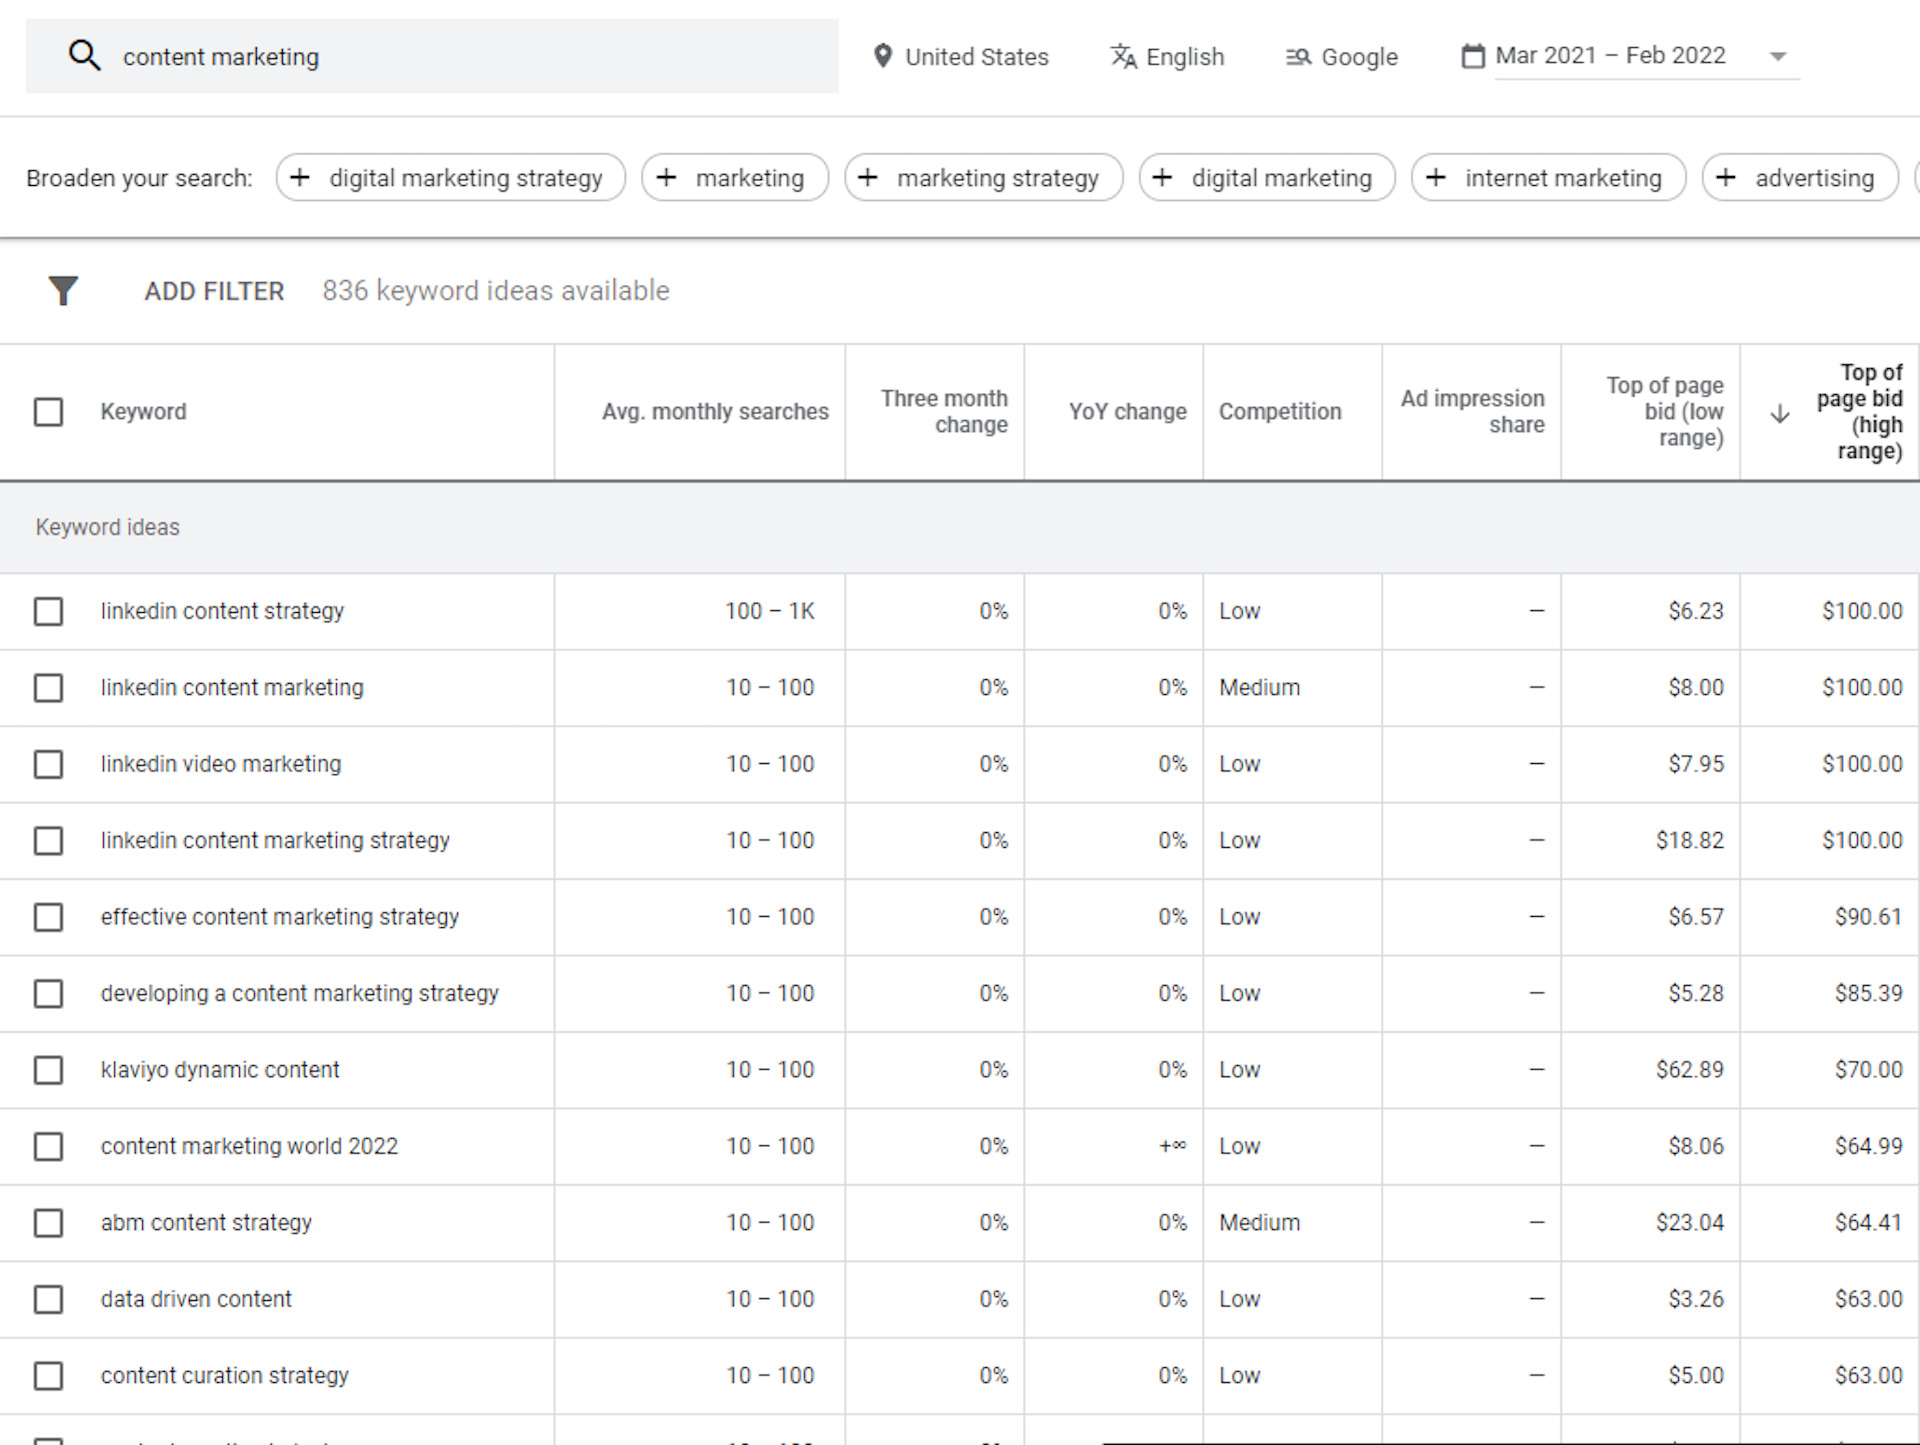 content marketing United States English Google Mar 2021 – Feb 2022
Broaden your search: + digital marketing strategy + marketing + marketing strategy + digital marketing + internet marketing + advertising
ADD FILTER 836 keyword ideas available
Keyword Avg. monthly searches Three month change YoY change Competition Ad impression share Top of page bid (low range) Top of page bid (high range)
Keyword ideas
linkedin content strategy 100 – 1K 0% 0% Low – $6.23 $100.00
linkedin content marketing 10 – 100 0% 0% Medium – $8.00 $100.00
linkedin video marketing 10 – 100 0% 0% Low – $7.95 $100.00
linkedin content marketing strategy 10 – 100 0% 0% Low – $18.82 $100.00
effective content marketing strategy 10 – 100 0% 0% Low – $6.57 $90.61
developing a content marketing strategy 10 – 100 0% 0% Low – $5.28 $85.39
klaviyo dynamic content 10 – 100 0% 0% Low – $62.89 $70.00
content marketing world 2022 10 – 100 0% +∞ Low – $8.06 $64.99
abm content strategy 10 – 100 0% 0% Medium – $23.04 $64.41
data driven content 10 – 100 0% 0% Low – $3.26 $63.00
content curation strategy 10 – 100 0% 0% Low – $5.00 $63.00